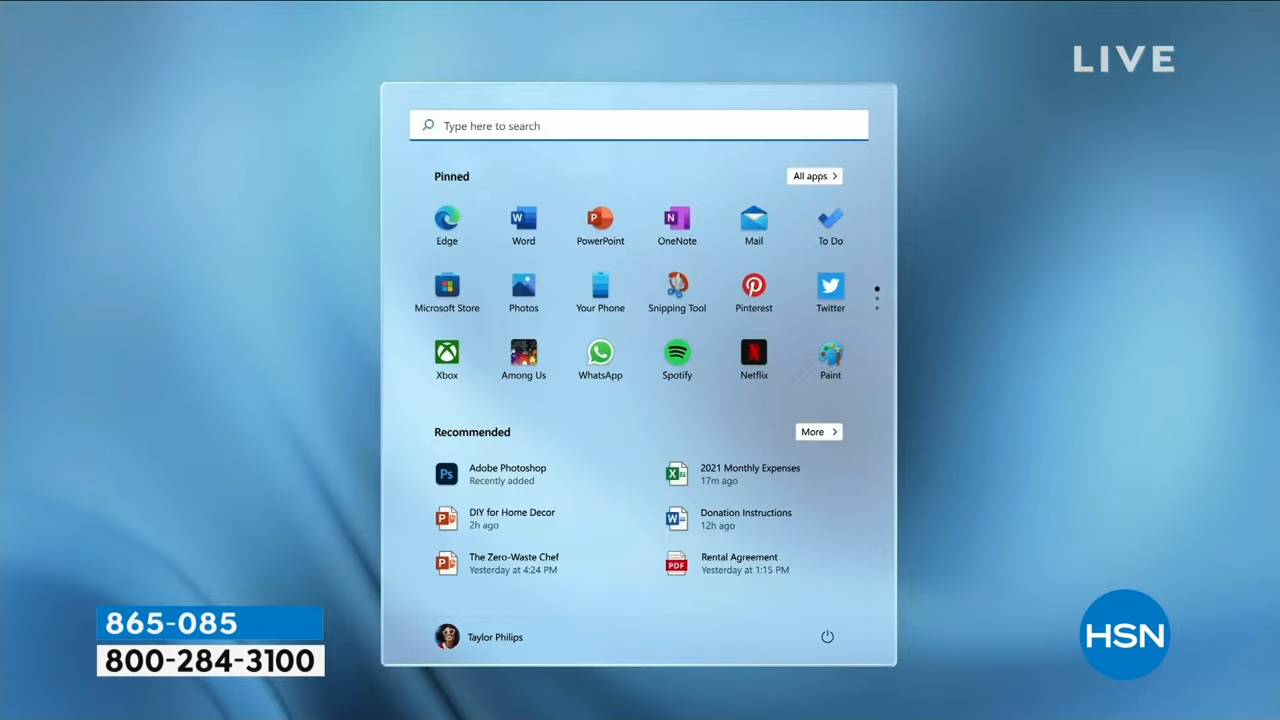 LIVE
Type here to search
Pinned
All apps >
Edge
Word
PowerPoint
OneNote
Mail
To Do
Microsoft Store
Photos
Your Phone
Snipping Tool
Pinterest
Twitter
Xbox
Among Us
WhatsApp
Spotify
Netflix
Paint
Recommended
More >
Adobe Photoshop
Recently added
2021 Monthly Expenses
17m ago
DIY for Home Decor
2h ago
Donation Instructions
12h ago
The Zero-Waste Chef
Yesterday at 4:24 PM
Rental Agreement
Yesterday at 1:15 PM
Taylor Philips
865-085
800-284-3100
HSN